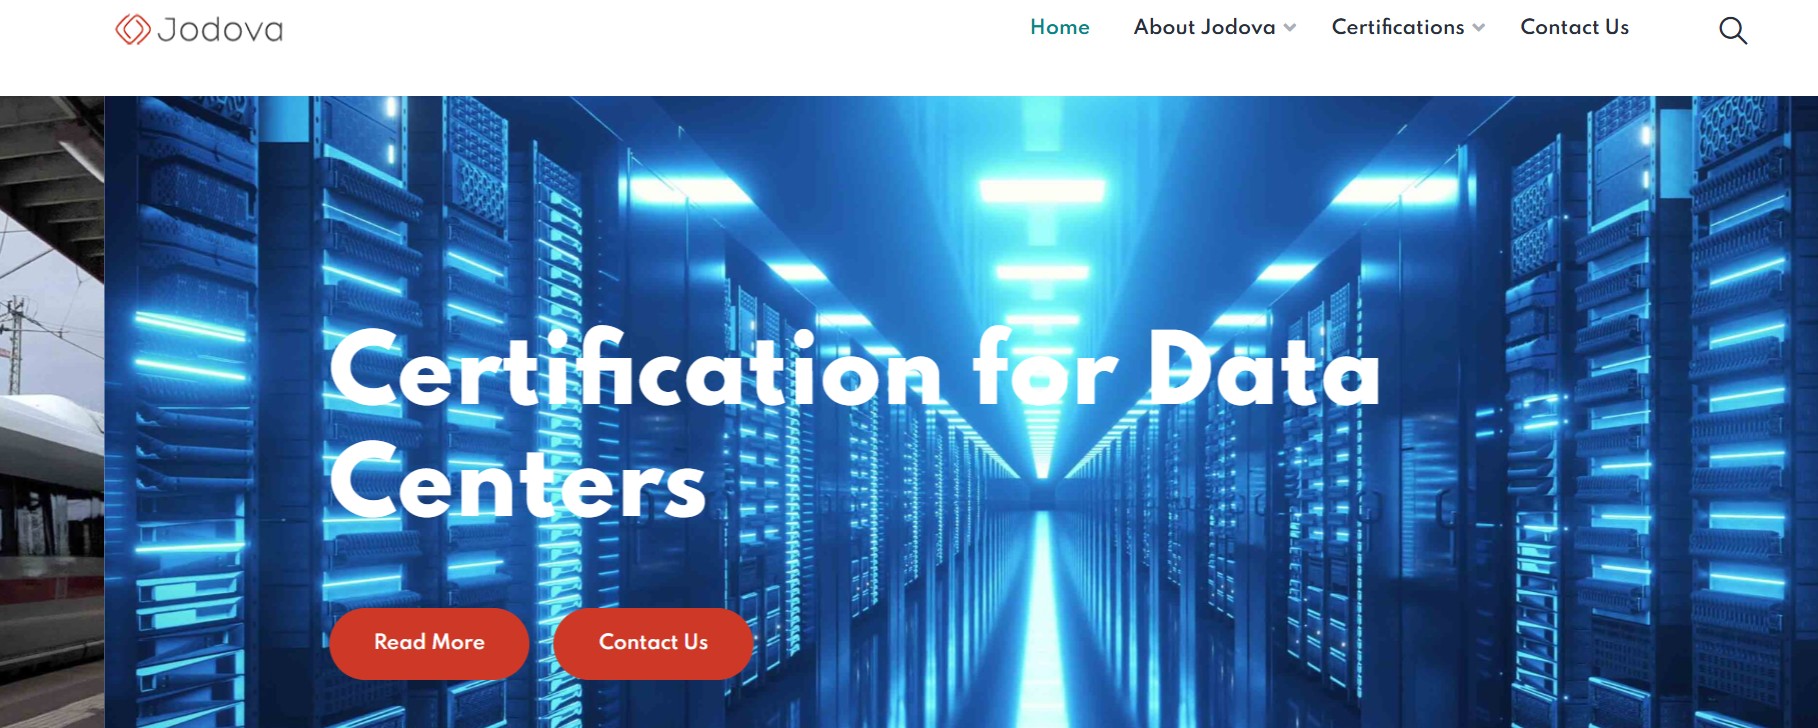 Jodova
Home
About Jodova
Certifications
Contact Us
Certification for Data
Centers
Read More
Contact Us